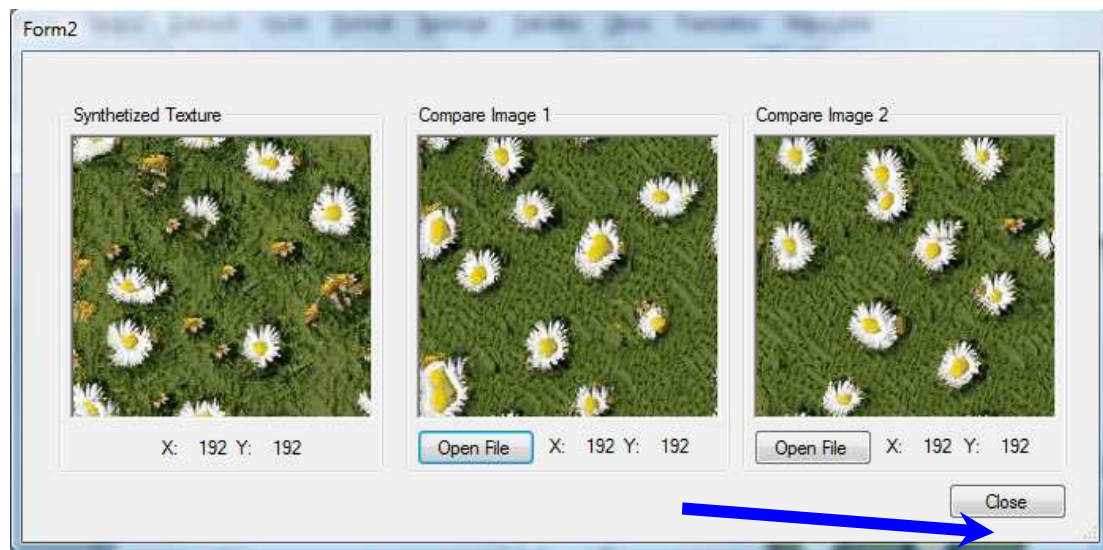 Form2
Synthetized Texture
Compare Image 1
Compare Image 2
X: 192 Y: 192
Open File X: 192 Y: 192
Open File X: 192 Y: 192
Close